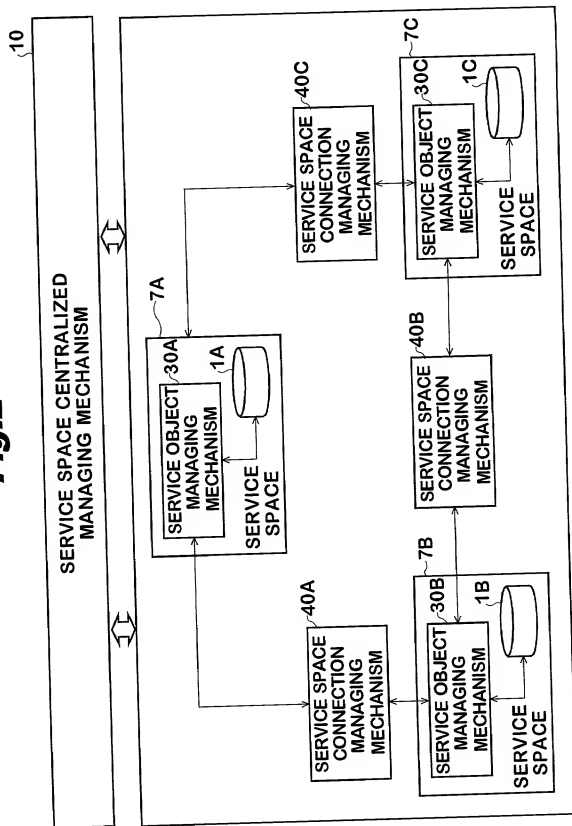 10
SERVICE SPACE CENTRALIZED
MANAGING MECHANISM
7A
30A
SERVICE OBJECT
MANAGING
MECHANISM
1A
SERVICE
SPACE
40A
SERVICE SPACE
CONNECTION
MANAGING
MECHANISM
40C
SERVICE SPACE
CONNECTION
MANAGING
MECHANISM
7B
30B
SERVICE OBJECT
MANAGING
MECHANISM
1B
SERVICE
SPACE
40B
SERVICE SPACE
CONNECTION
MANAGING
MECHANISM
7C
30C
SERVICE OBJECT
MANAGING
MECHANISM
1C
SERVICE
SPACE